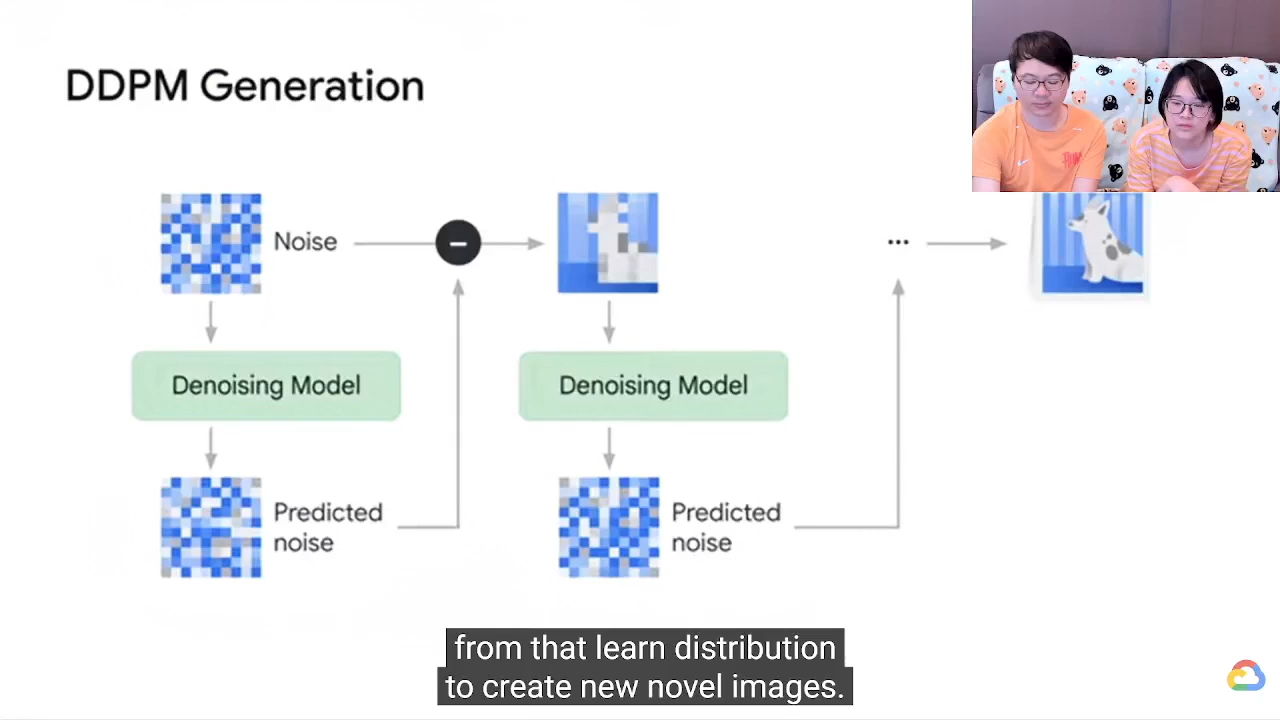 DDPM Generation
Noise
Denoising Model
Denoising Model
Predicted
noise
Predicted
noise
...
from that learn distribution
to create new novel images.